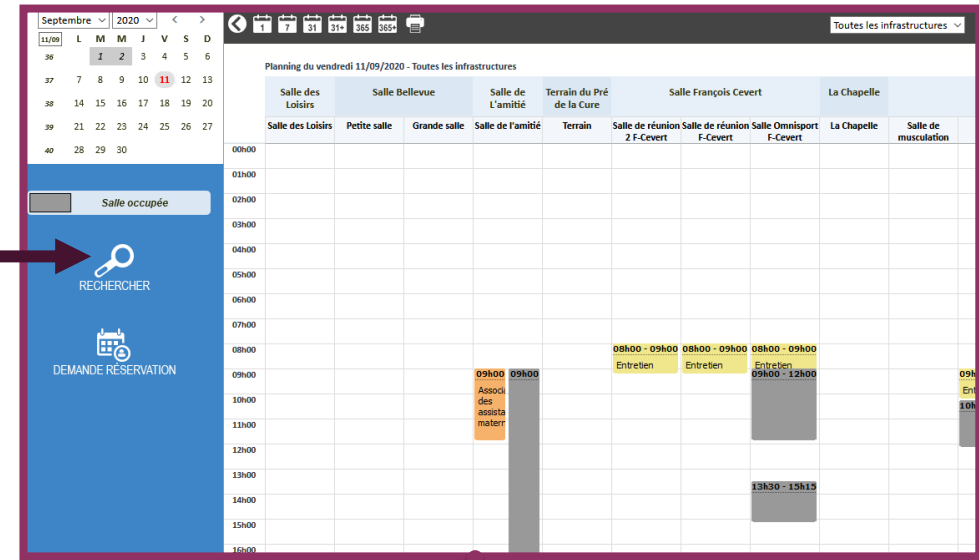 Septembre 2020 < >
11/09 L M M J V S D
36 1 2 3 4 5 6
37 7 8 9 10 11 12 13
38 14 15 16 17 18 19 20
39 21 22 23 24 25 26 27
40 28 29 30
Salle occupée
RECHERCHER
DEMANDE RÉSERVATION
1 7 31 31+ 365 365+
Toutes les infrastructures
Planning du vendredi 11/09/2020 - Toutes les infrastructures
Salle des Loisirs
Salle Bellevue
Salle de L'amitié
Terrain du Pré de la Cure
Salle François Cevert
La Chapelle
Salle des Loisirs
Petite salle
Grande salle
Salle de l'amitié
Terrain
Salle de réunion 2 F-Cevert
Salle de réunion F-Cevert
Salle Omnisport F-Cevert
La Chapelle
Salle de musculation
00h00
01h00
02h00
03h00
04h00
05h00
06h00
07h00
08h00
09h00
10h00
11h00
12h00
13h00
14h00
15h00
16h00
09h00
Associ
des
assista
matern
09h00
08h00 - 09h00
Entretien
08h00 - 09h00
Entretien
08h00 - 09h00
Entretien
09h00 - 12h00
13h30 - 15h15
09h
Ent
10h